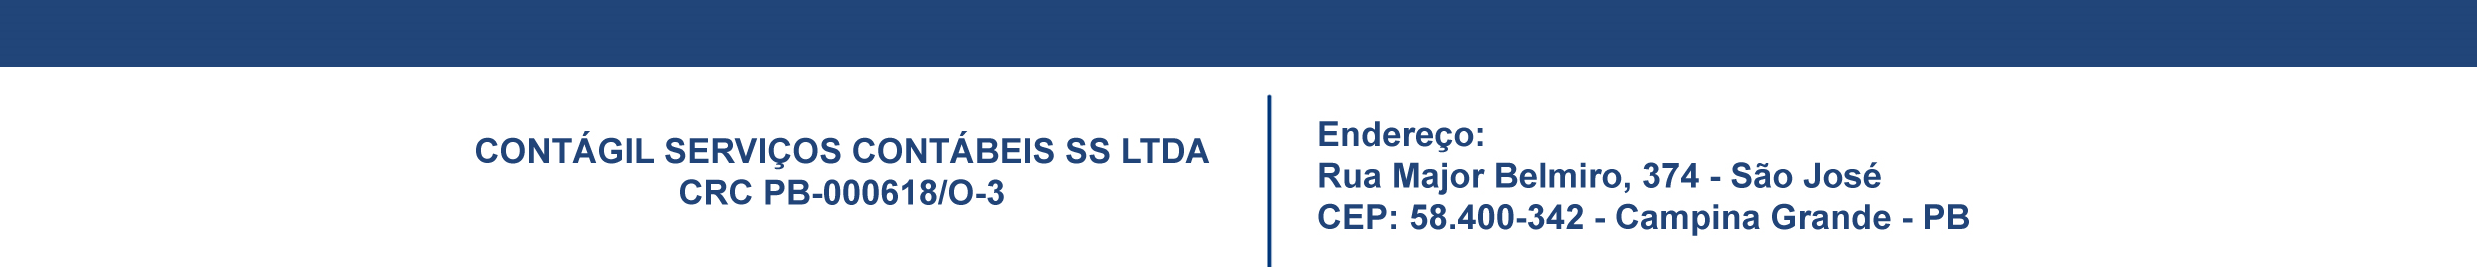 CONTÁGIL SERVIÇOS CONTÁBEIS SS LTDA
CRC PB-000618/O-3
Endereço:
Rua Major Belmiro, 374 - São José
CEP: 58.400-342 - Campina Grande - PB